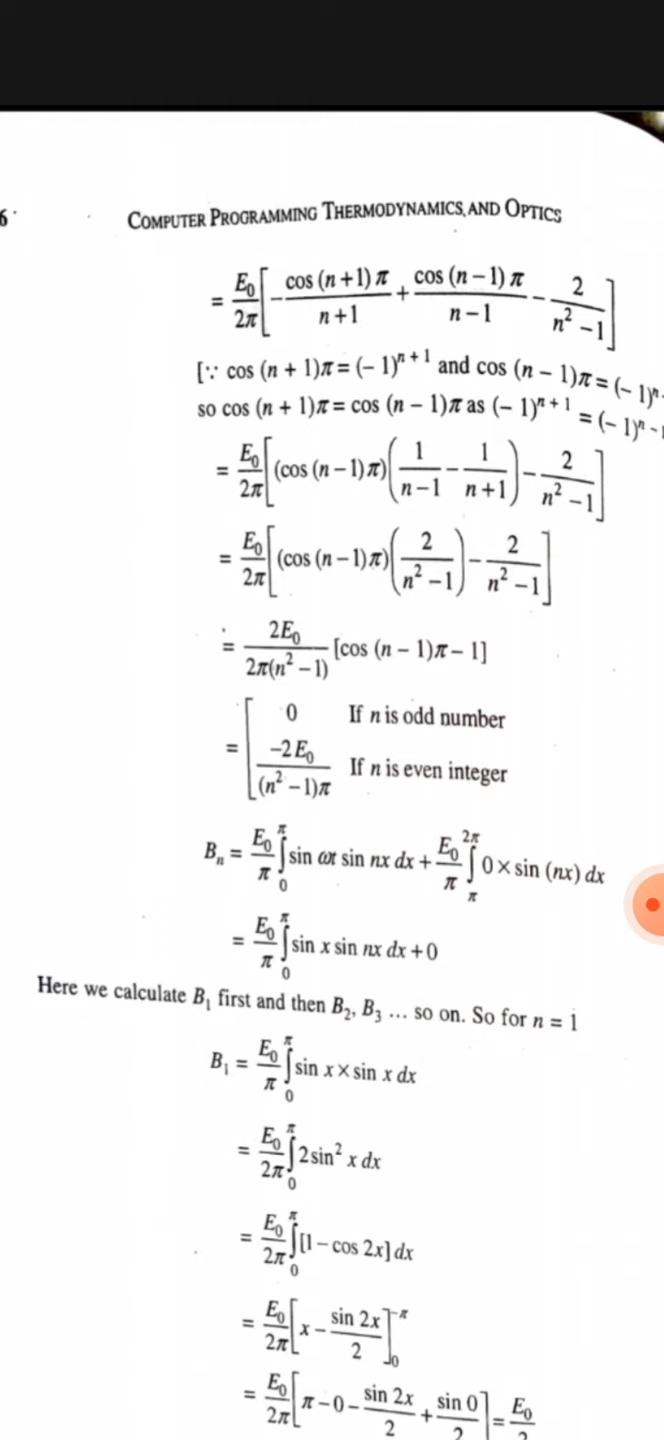 6
COMPUTER PROGRAMMING THERMODYNAMICS AND OPTICS
= E₀/2π [ − cos (n+1) π / n+1 + cos (n−1) π / n−1 − 2 / n² −1 ]
[∵ cos (n + 1)π = (− 1)ⁿ⁺¹ and cos (n − 1)π = (− 1)ⁿ⁻
so cos (n + 1)π = cos (n − 1)π as (− 1)ⁿ⁺¹ = (− 1)ⁿ⁻¹
= E₀/2π [ (cos (n−1) π) ( 1 / n−1 − 1 / n+1 ) − 2 / n² −1 ]
= E₀/2π [ (cos (n−1) π) ( 2 / n² −1 ) − 2 / n² −1 ]
= 2E₀ / 2π(n² −1) [cos (n − 1)π − 1]
= [ 0 If n is odd number
−2E₀ / (n² −1)π If n is even integer
Bₙ = E₀/π ∫₀^π sin ωt sin nx dx + E₀/π ∫_π^2π 0 × sin (nx) dx
= E₀/π ∫₀^π sin x sin nx dx + 0
Here we calculate B₁ first and then B₂, B₃ ... so on. So for n = 1
B₁ = E₀/π ∫₀^π sin x × sin x dx
= E₀/2π ∫₀^π 2 sin² x dx
= E₀/2π ∫₀^π [1 − cos 2x] dx
= E₀/2π [ x − sin 2x / 2 ]₀^−π
= E₀/2π [ π − 0 − sin 2x / 2 + sin 0 / 2 ] = E₀/2